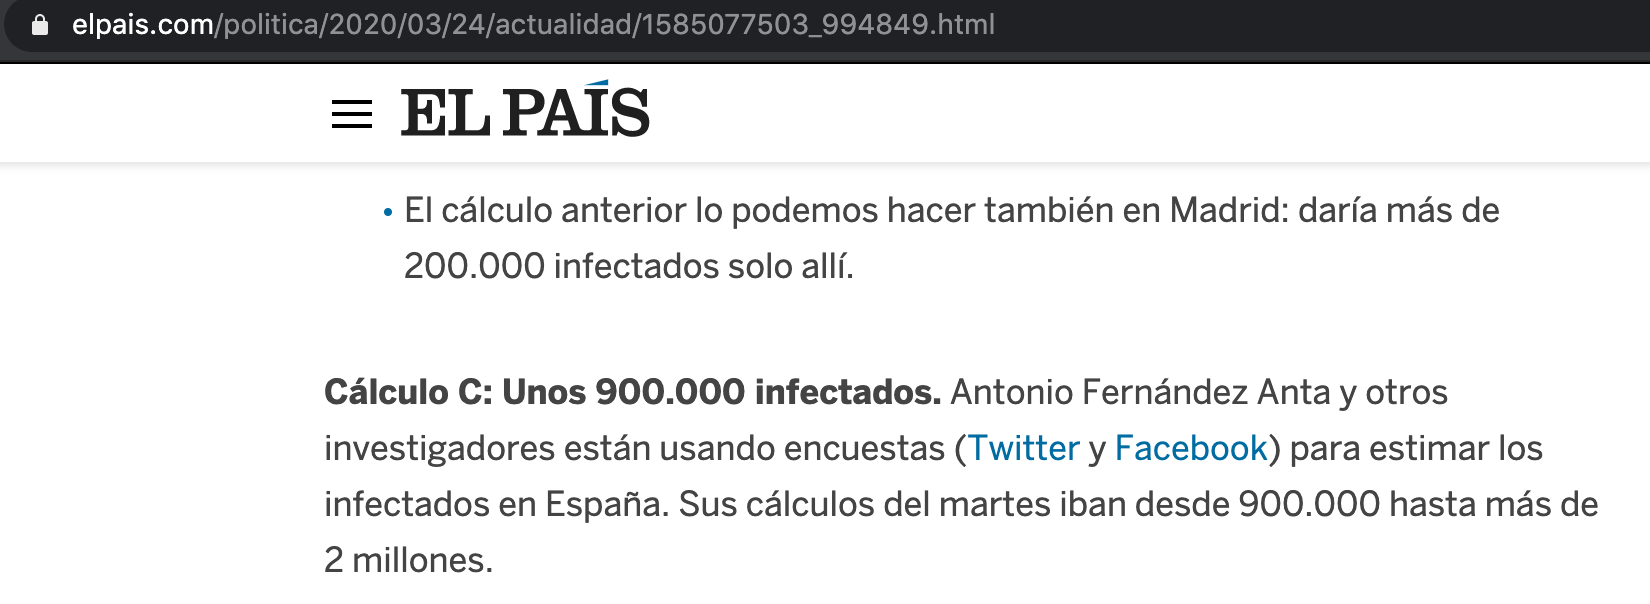 elpais.com/politica/2020/03/24/actualidad/1585077503_994849.html
EL PAÍS
• El cálculo anterior lo podemos hacer también en Madrid: daría más de
200.000 infectados solo allí.
Cálculo C: Unos 900.000 infectados. Antonio Fernández Anta y otros
investigadores están usando encuestas (Twitter y Facebook) para estimar los
infectados en España. Sus cálculos del martes iban desde 900.000 hasta más de
2 millones.